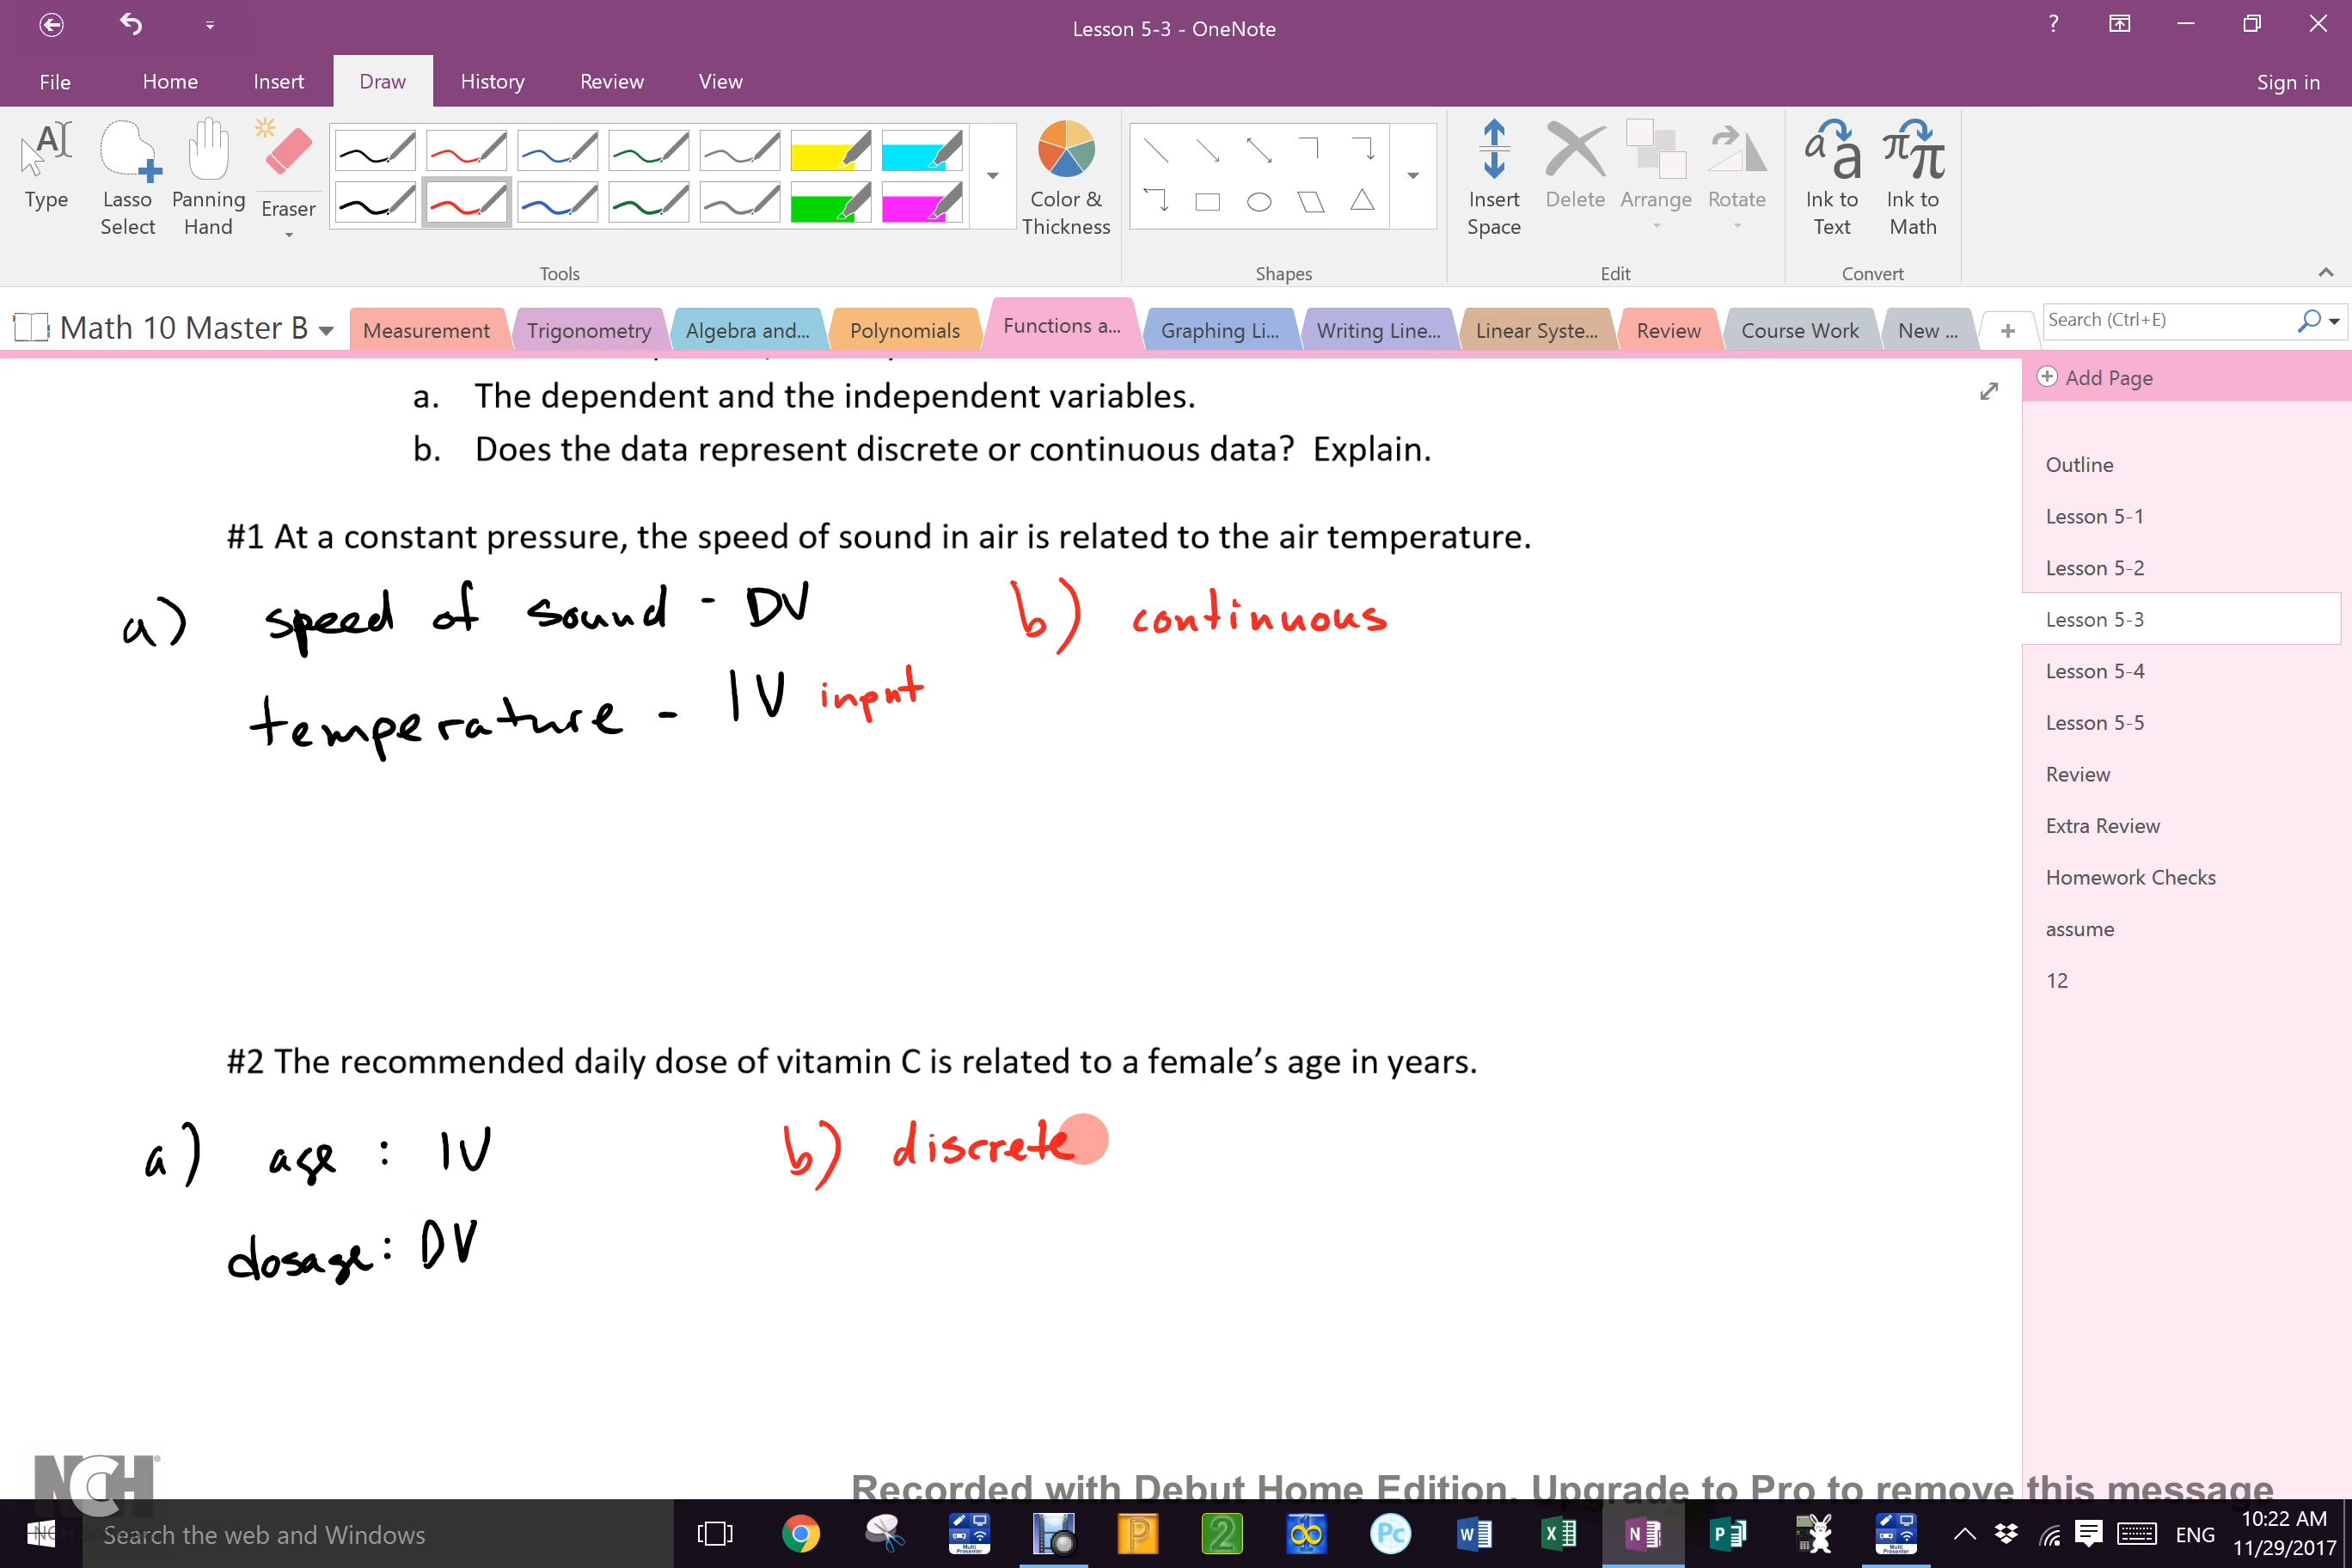 Lesson 5-3 - OneNote
?
File Home Insert Draw History Review View Sign in
Type
Lasso Select
Panning Hand
Eraser
Color & Thickness
Insert Space
Delete
Arrange
Rotate
Ink to Text
Ink to Math
Tools Shapes Edit Convert
Math 10 Master B Measurement Trigonometry Algebra and... Polynomials Functions a... Graphing Li... Writing Line... Linear Syste... Review Course Work New ... + Search (Ctrl+E)
Add Page
Outline
Lesson 5-1
Lesson 5-2
Lesson 5-3
Lesson 5-4
Lesson 5-5
Review
Extra Review
Homework Checks
assume
12
a. The dependent and the independent variables.
b. Does the data represent discrete or continuous data? Explain.
#1 At a constant pressure, the speed of sound in air is related to the air temperature.
a) speed of sound - DV b) continuous
temperature - IV input
#2 The recommended daily dose of vitamin C is related to a female's age in years.
a) age : IV b) discrete
dosage : DV
NCH
Recorded with Debut Home Edition. Upgrade to Pro to remove this message
Search the web and Windows
ENG
10:22 AM
11/29/2017